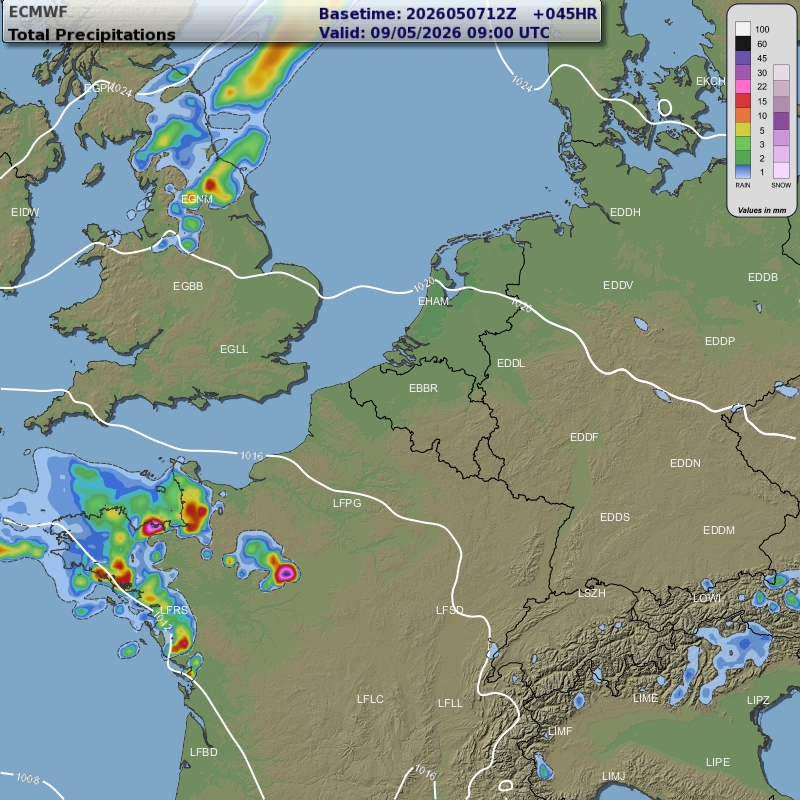 ECMWF
Basetime: 2026050712Z +045HR
Total Precipitations
Valid: 09/05/2026 09:00 UTC
100
60
45
30
22
15
10
5
3
2
1
RAIN SNOW
Values in mm
EGPK
1024
1024
EKCH
EIDW
EGNM
EDDH
EGBB
1020
EHAM
1020
EDDV
EDDB
EGLL
EDDP
EDDL
EBBR
EDDF
1016
EDDN
LFPG
EDDS
EDDM
LSZH
LOWI
LFRS
1012
LFSD
LFLC
LFLL
LIME
LIPZ
LIMF
LFBD
LIPE
1008
1016
LIMJ